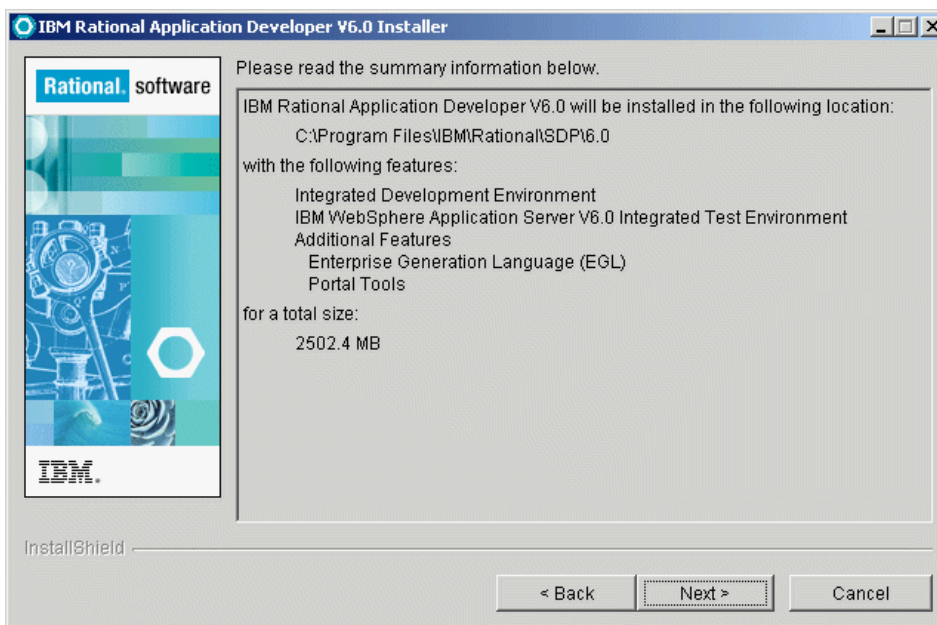 IBM Rational Application Developer V6.0 Installer
Rational. software
Please read the summary information below.
IBM Rational Application Developer V6.0 will be installed in the following location:
C:\Program Files\IBM\Rational\SDP\6.0
with the following features:
Integrated Development Environment
IBM WebSphere Application Server V6.0 Integrated Test Environment
Additional Features
Enterprise Generation Language (EGL)
Portal Tools
for a total size:
2502.4 MB
IBM.
InstallShield
< Back
Next >
Cancel